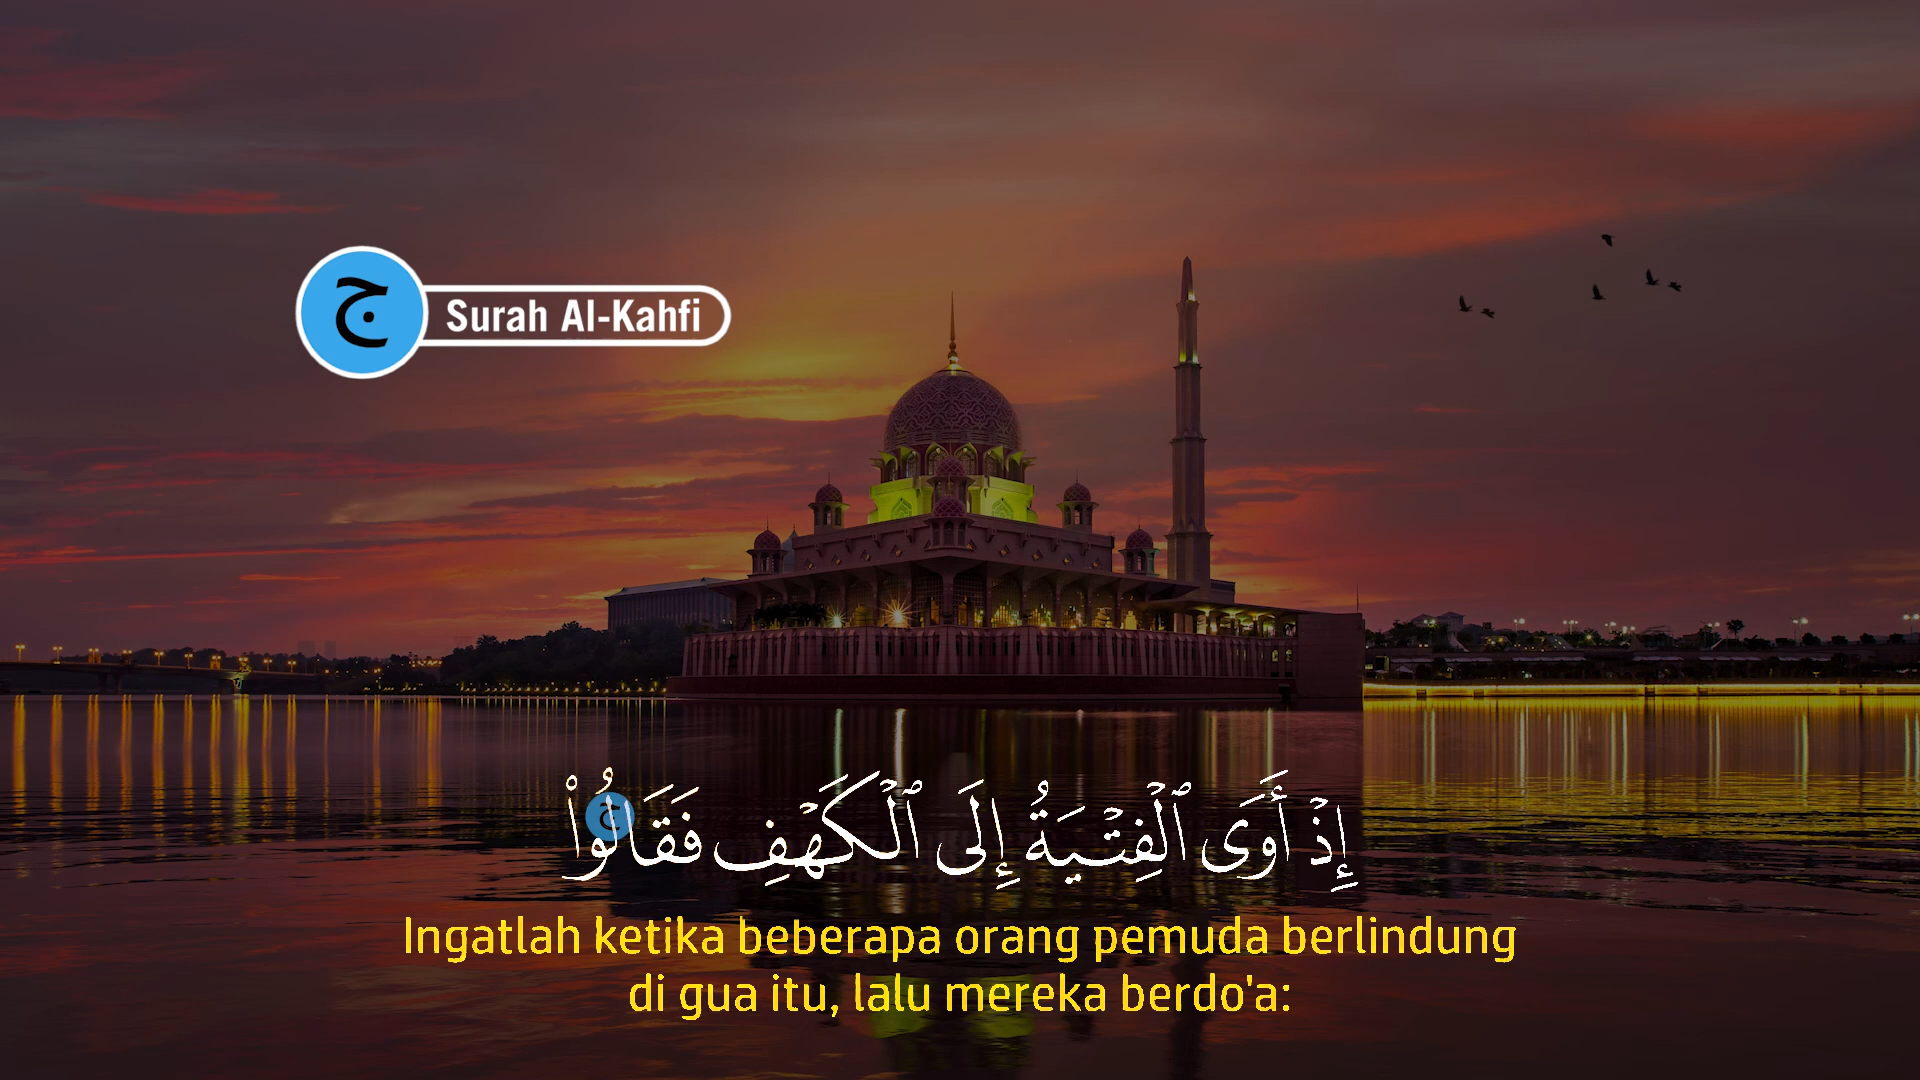 ج
Surah Al-Kahfi
إِذْ أَوَى ٱلْفِتْيَةُ إِلَى ٱلْكَهْفِ فَقَالُوا۟
ج
Ingatlah ketika beberapa orang pemuda berlindung
di gua itu, lalu mereka berdo'a: